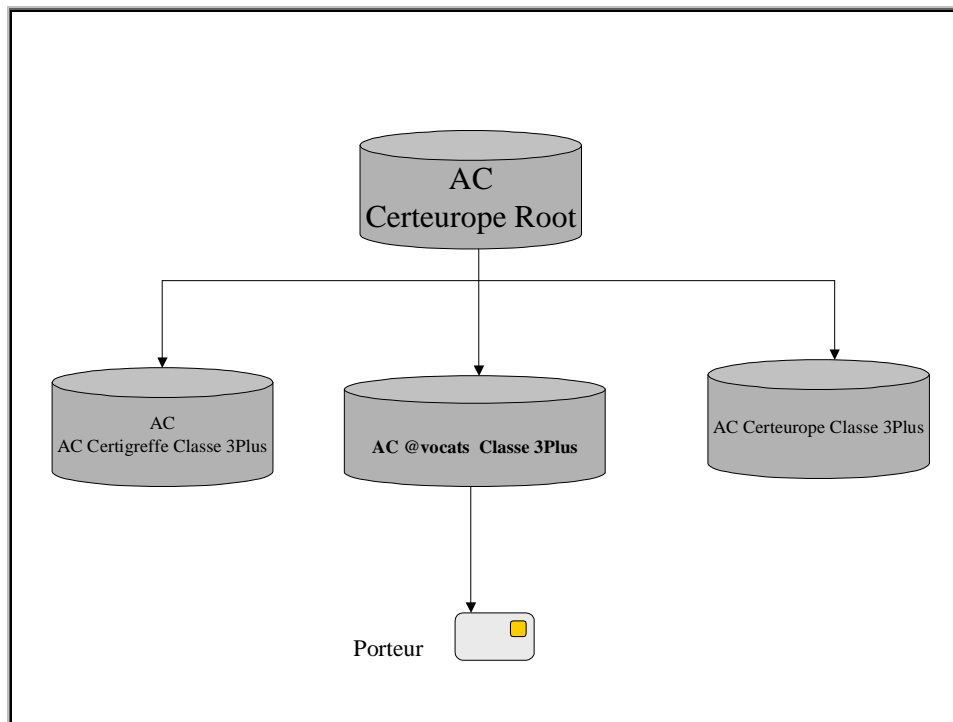 AC
Certeurope Root
AC
AC Certigreffe Classe 3Plus
AC @vocats Classe 3Plus
AC Certeurope Classe 3Plus
Porteur